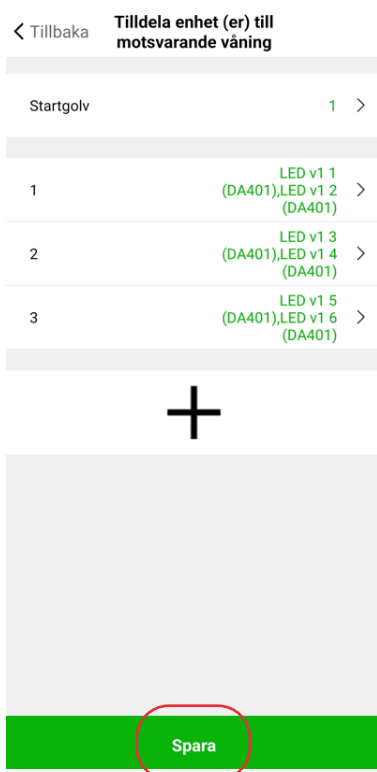 Tillbaka
Tilldela enhet (er) till
motsvarande våning
Startgolv 1
LED v1 1
1 (DA401),LED v1 2
(DA401)
LED v1 3
2 (DA401),LED v1 4
(DA401)
LED v1 5
3 (DA401),LED v1 6
(DA401)
Spara